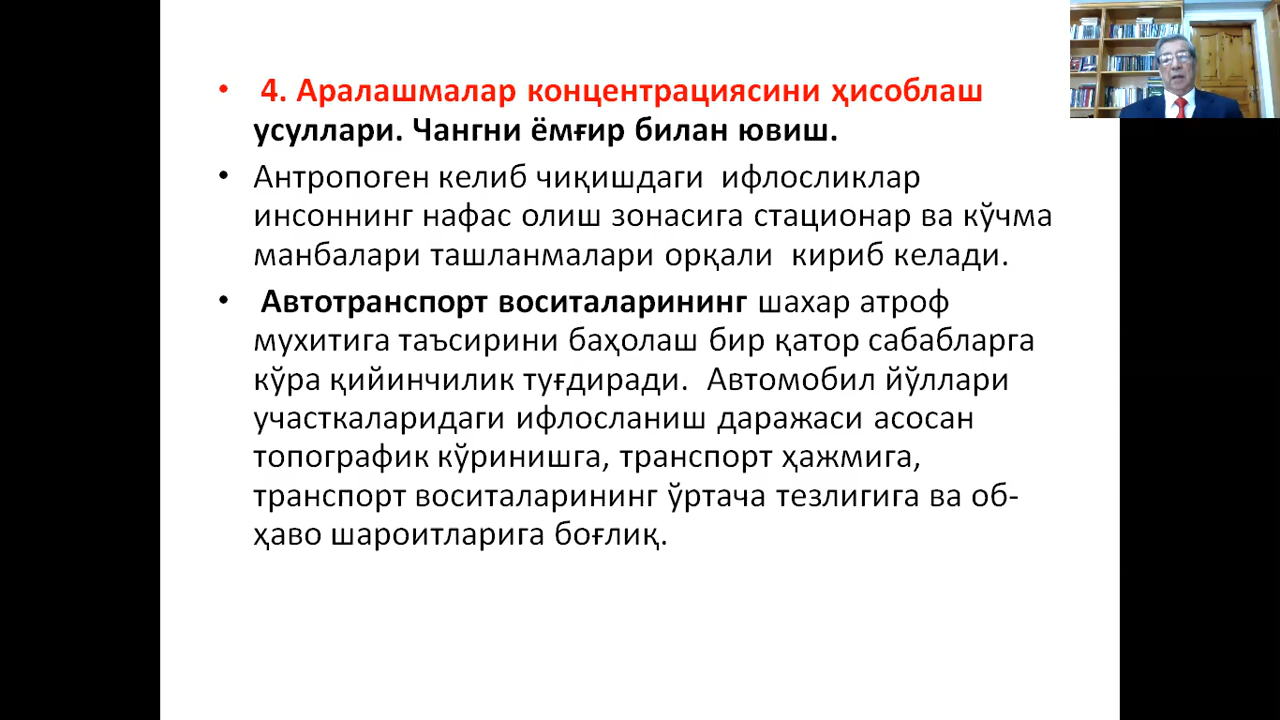 • 4. Аралашмалар концентрациясини ҳисоблаш
усуллари. Чангни ёмғир билан ювиш.
• Антропоген келиб чиқишдаги ифлосликлар
инсоннинг нафас олиш зонасига стационар ва кўчма
манбалари ташланмалари орқали кириб келади.
• Автотранспорт воситаларининг шахар атроф
мухитига таъсирини баҳолаш бир қатор сабабларга
кўра қийинчилик туғдиради. Автомобил йўллари
участкаларидаги ифлосланиш даражаси асосан
топографик кўринишга, транспорт ҳажмига,
транспорт воситаларининг ўртача тезлигига ва об-
ҳаво шароитларига боғлиқ.